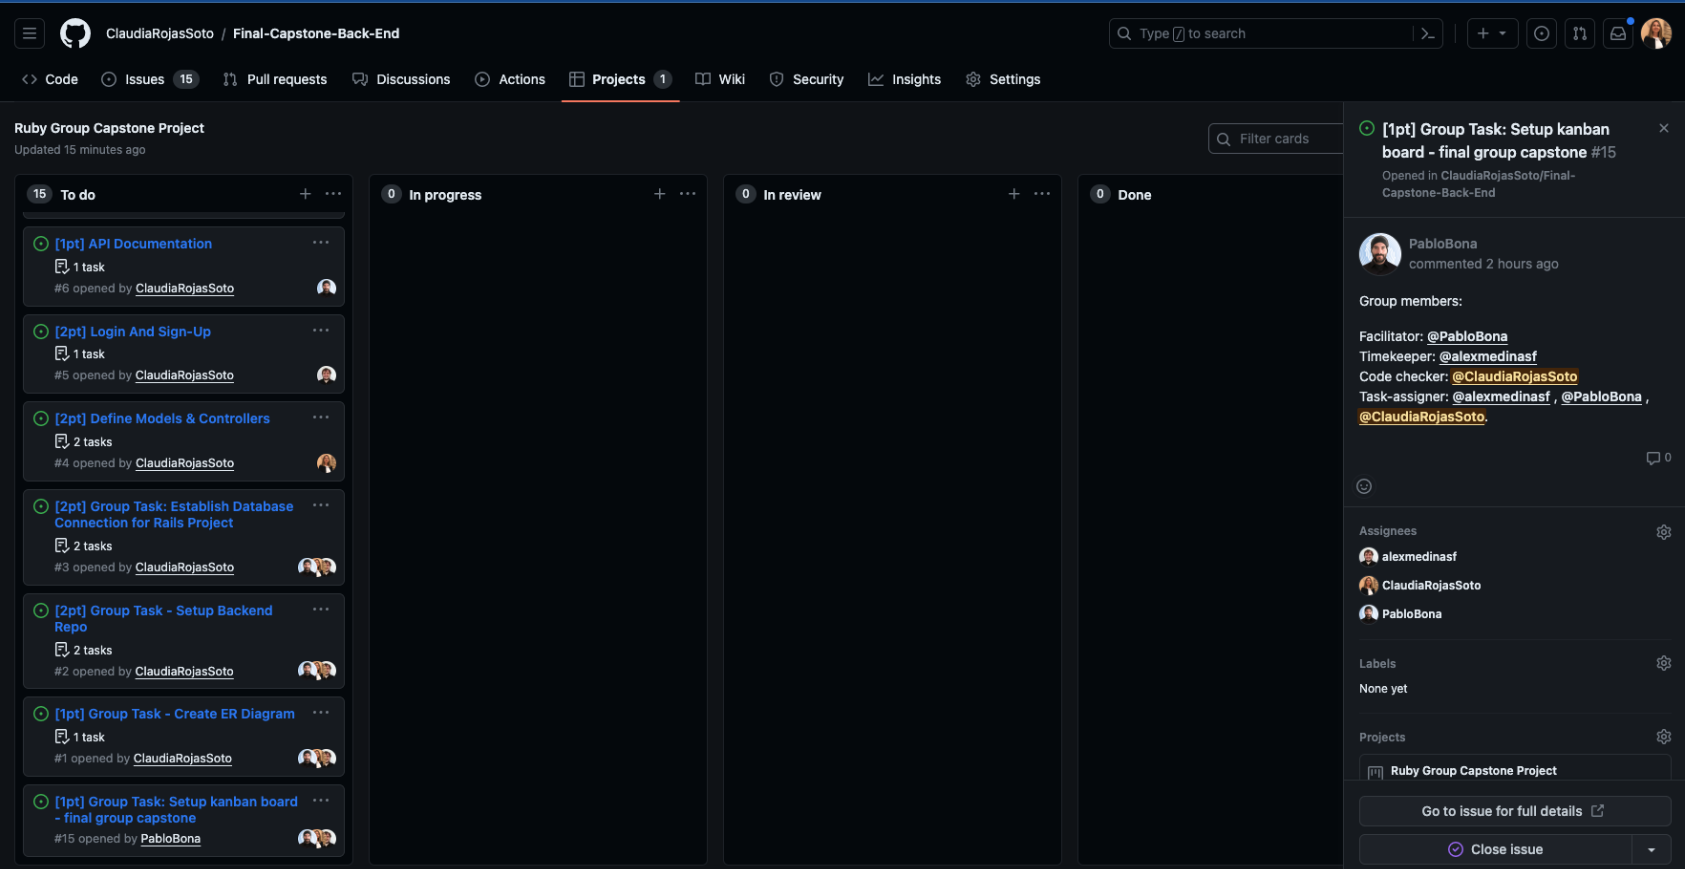 ClaudiaRojasSoto / Final-Capstone-Back-End
Type / to search
Code
Issues 15
Pull requests
Discussions
Actions
Projects 1
Wiki
Security
Insights
Settings
Ruby Group Capstone Project
Updated 15 minutes ago
Filter cards
15 To do
[1pt] API Documentation
1 task
#6 opened by ClaudiaRojasSoto
[2pt] Login And Sign-Up
1 task
#5 opened by ClaudiaRojasSoto
[2pt] Define Models & Controllers
2 tasks
#4 opened by ClaudiaRojasSoto
[2pt] Group Task: Establish Database
Connection for Rails Project
2 tasks
#3 opened by ClaudiaRojasSoto
[2pt] Group Task - Setup Backend
Repo
2 tasks
#2 opened by ClaudiaRojasSoto
[1pt] Group Task - Create ER Diagram
1 task
#1 opened by ClaudiaRojasSoto
[1pt] Group Task: Setup kanban board
- final group capstone
#15 opened by PabloBona
0 In progress
0 In review
0 Done
[1pt] Group Task: Setup kanban
board - final group capstone #15
Opened in ClaudiaRojasSoto/Final-
Capstone-Back-End
PabloBona
commented 2 hours ago
Group members:
Facilitator: @PabloBona
Timekeeper: @alexmedinasf
Code checker: @ClaudiaRojasSoto
Task-assigner: @alexmedinasf , @PabloBona ,
@ClaudiaRojasSoto.
0
Assignees
alexmedinasf
ClaudiaRojasSoto
PabloBona
Labels
None yet
Projects
Ruby Group Capstone Project
Go to issue for full details
Close issue